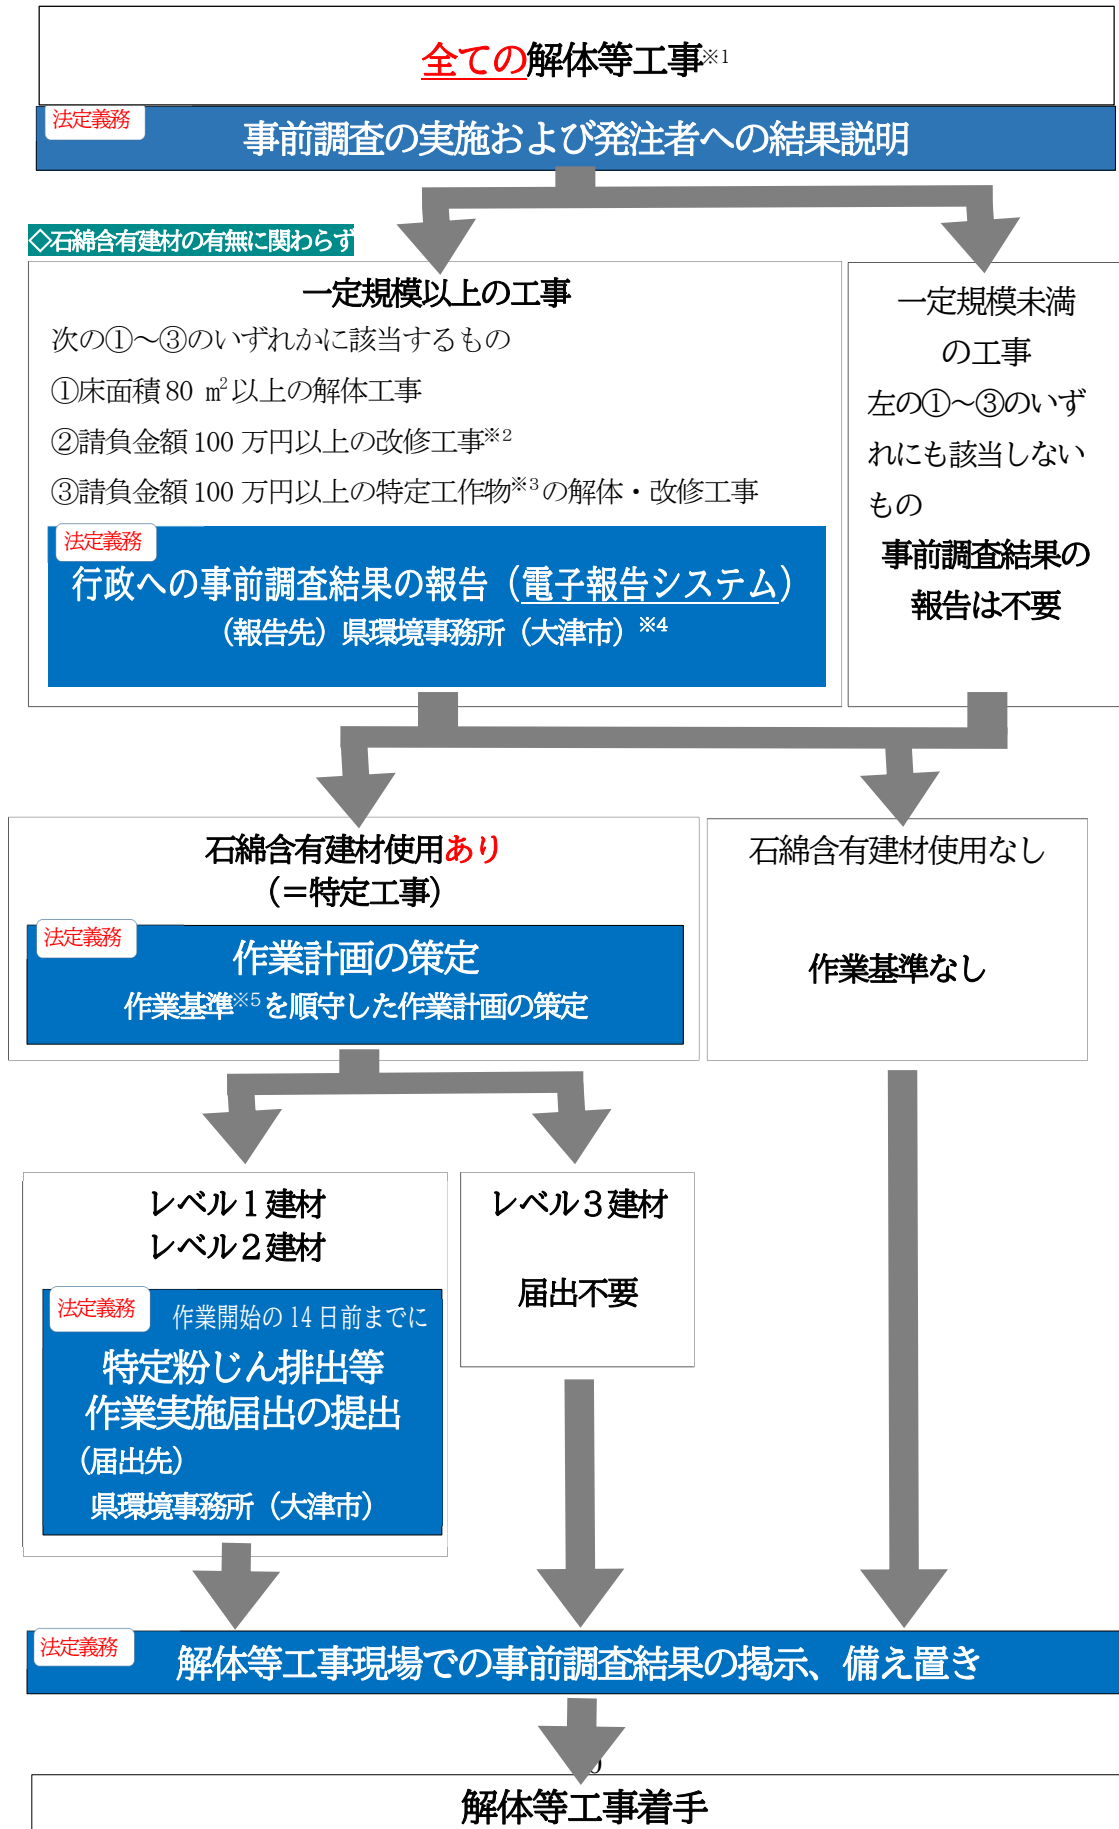 全ての解体等工事※1
法定義務
事前調査の実施および発注者への結果説明
◇石綿含有建材の有無に関わらず
一定規模以上の工事
次の①～③のいずれかに該当するもの
①床面積80 ㎡以上の解体工事
②請負金額100万円以上の改修工事※2
③請負金額100万円以上の特定工作物※3の解体・改修工事
法定義務
行政への事前調査結果の報告（電子報告システム）
（報告先）県環境事務所（大津市）※4
一定規模未満
の工事
左の①～③のいず
れにも該当しない
もの
事前調査結果の
報告は不要
石綿含有建材使用あり
（＝特定工事）
法定義務
作業計画の策定
作業基準※5を順守した作業計画の策定
石綿含有建材使用なし
作業基準なし
レベル１建材
レベル２建材
法定義務
作業開始の14日前までに
特定粉じん排出等
作業実施届出の提出
（届出先）
県環境事務所（大津市）
レベル３建材
届出不要
法定義務
解体等工事現場での事前調査結果の掲示、備え置き
解体等工事着手